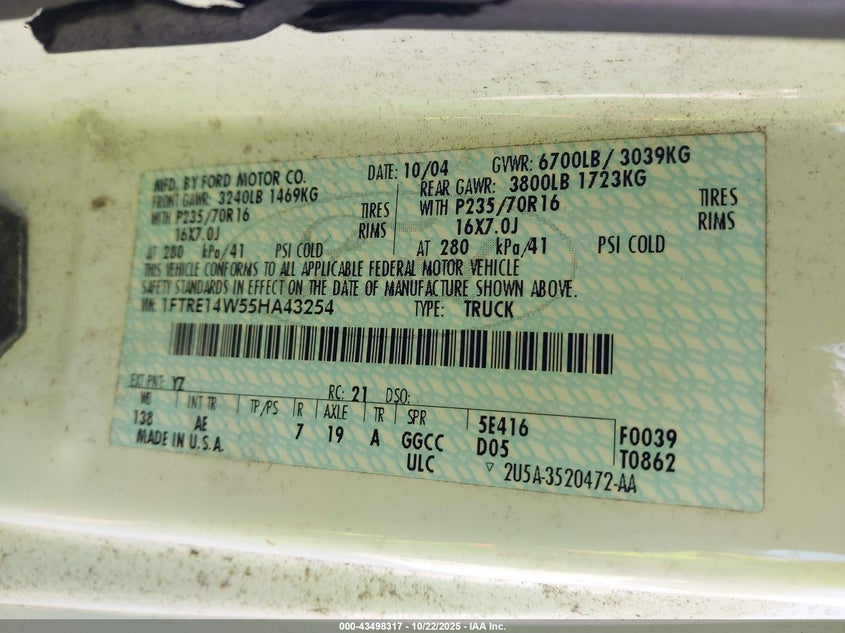 MFD. BY FORD MOTOR CO. DATE: 10/04 GVWR: 6700LB/ 3039KG
FRONT GAWR: 3240LB 1469KG REAR GAWR: 3800LB 1723KG
WITH P235/70R16 TIRES WITH P235/70R16 TIRES
16X7.0J RIMS 16X7.0J RIMS
AT 280 kPa/41 PSI COLD AT 280 kPa/41 PSI COLD
THIS VEHICLE CONFORMS TO ALL APPLICABLE FEDERAL MOTOR VEHICLE
SAFETY STANDARDS IN EFFECT ON THE DATE OF MANUFACTURE SHOWN ABOVE.
VIN: 1FTRE14W55HA43254 TYPE: TRUCK
EXT PNT: YZ RC: 21 DSO:
WB INT TR TP/PS R AXLE TR SPR 5E416 F0039
138 AE 7 19 A GGCC D05 T0862
MADE IN U.S.A. ULC ▽ 2U5A-3520472-AA
000-43498317 - 10/22/2025 - IAA Inc.